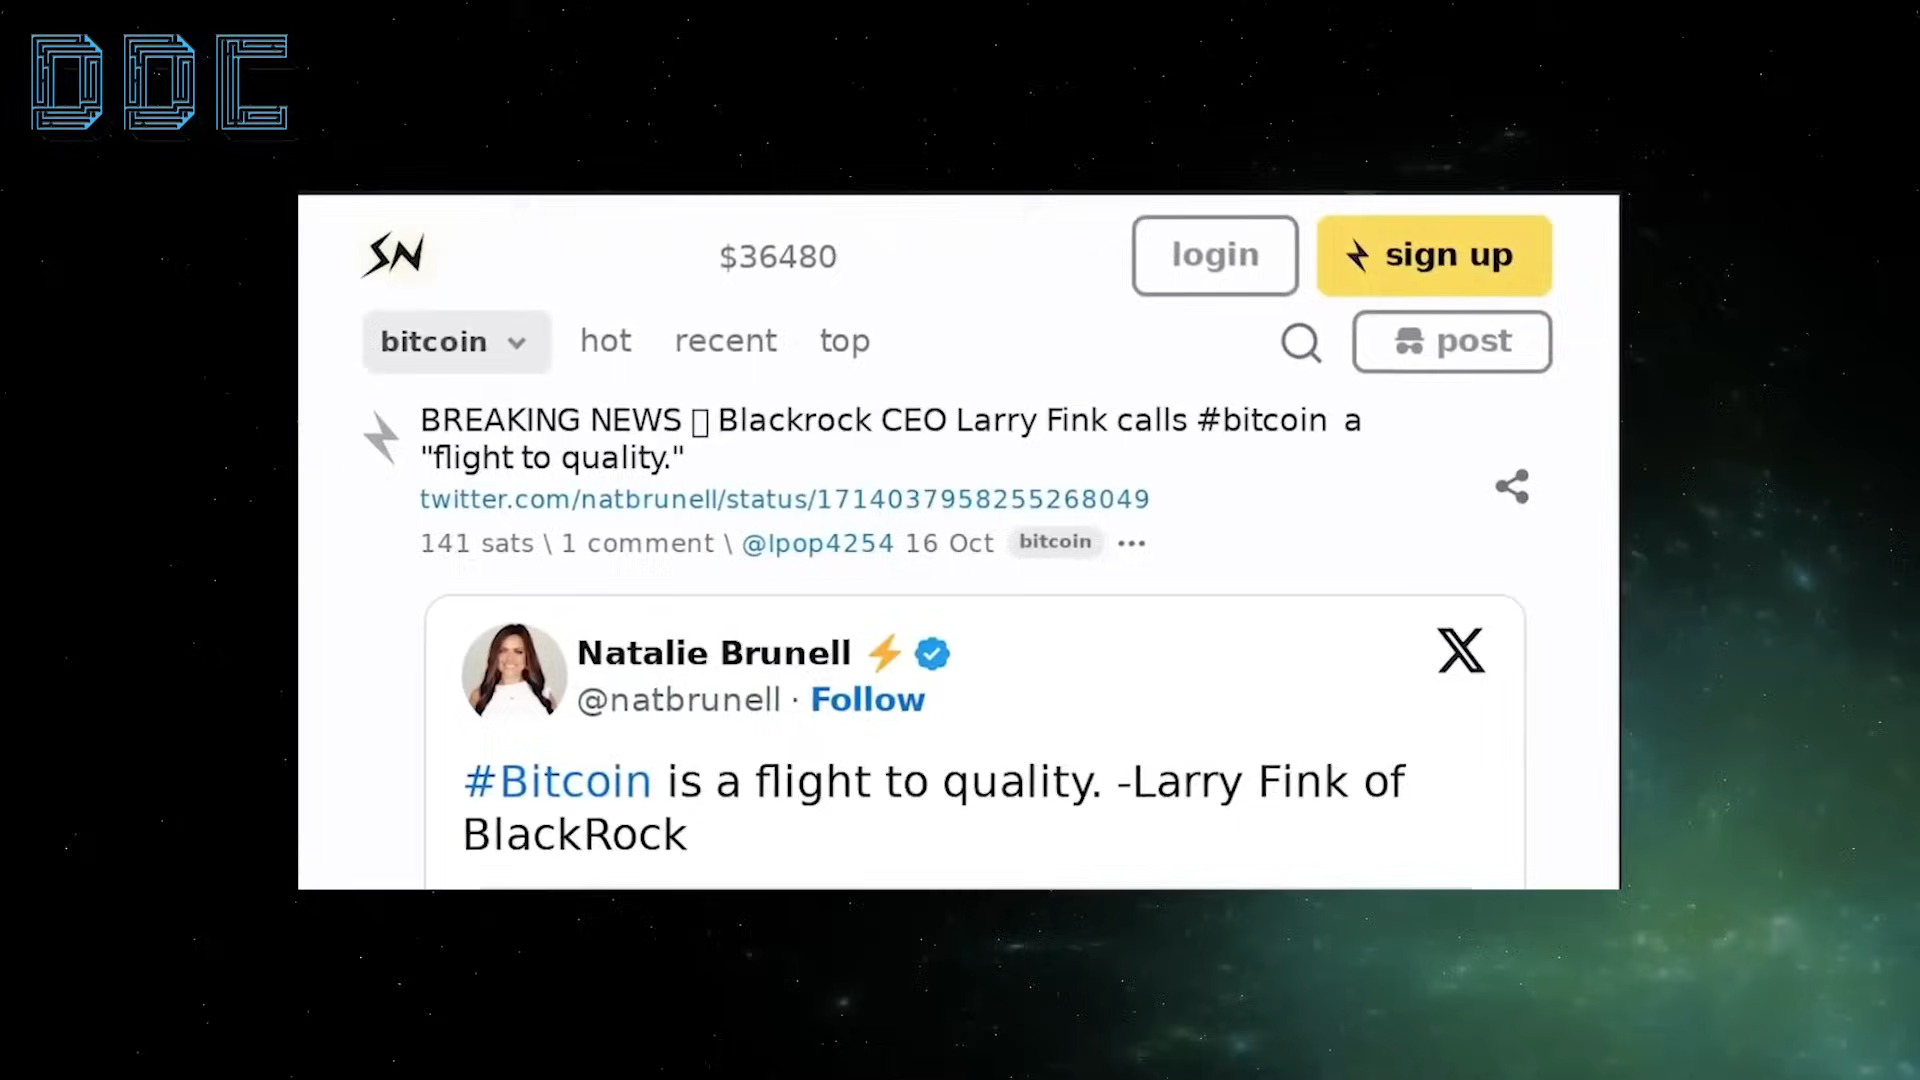 DDC
SN
$36480
login
sign up
bitcoin
hot
recent
top
post
BREAKING NEWS Blackrock CEO Larry Fink calls #bitcoin a
"flight to quality."
twitter.com/natbrunell/status/1714037958255268049
141 sats \ 1 comment \ @lpop4254 16 Oct bitcoin
Natalie Brunell
@natbrunell · Follow
#Bitcoin is a flight to quality. -Larry Fink of
BlackRock